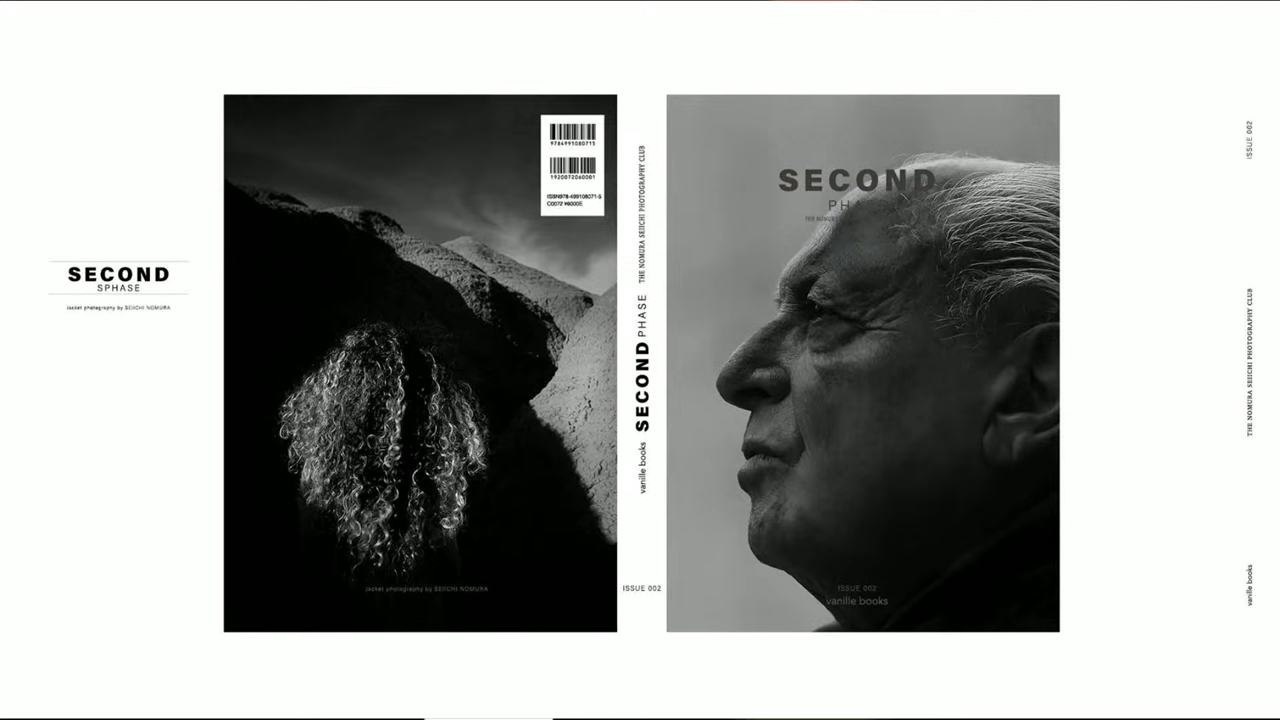 SECOND
SPHASE
Jacket photography by SEIICHI NOMURA
9784991080715
1920072060001
ISBN978-499108071-5
C0072 ¥6000E
Jacket photography by SEIICHI NOMURA
THE NOMURA SEIICHI PHOTOGRAPHY CLUB
SECOND PHASE
vanille books
ISSUE 002
SECOND
ISSUE 002
vanille books
ISSUE 002
THE NOMURA SEIICHI PHOTOGRAPHY CLUB
vanille books